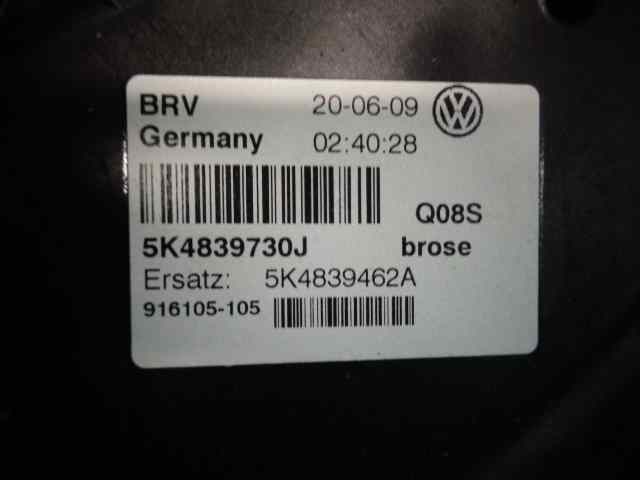 BRV 20-06-09
Germany 02:40:28
Q08S
5K4839730J brose
Ersatz: 5K4839462A
916105-105